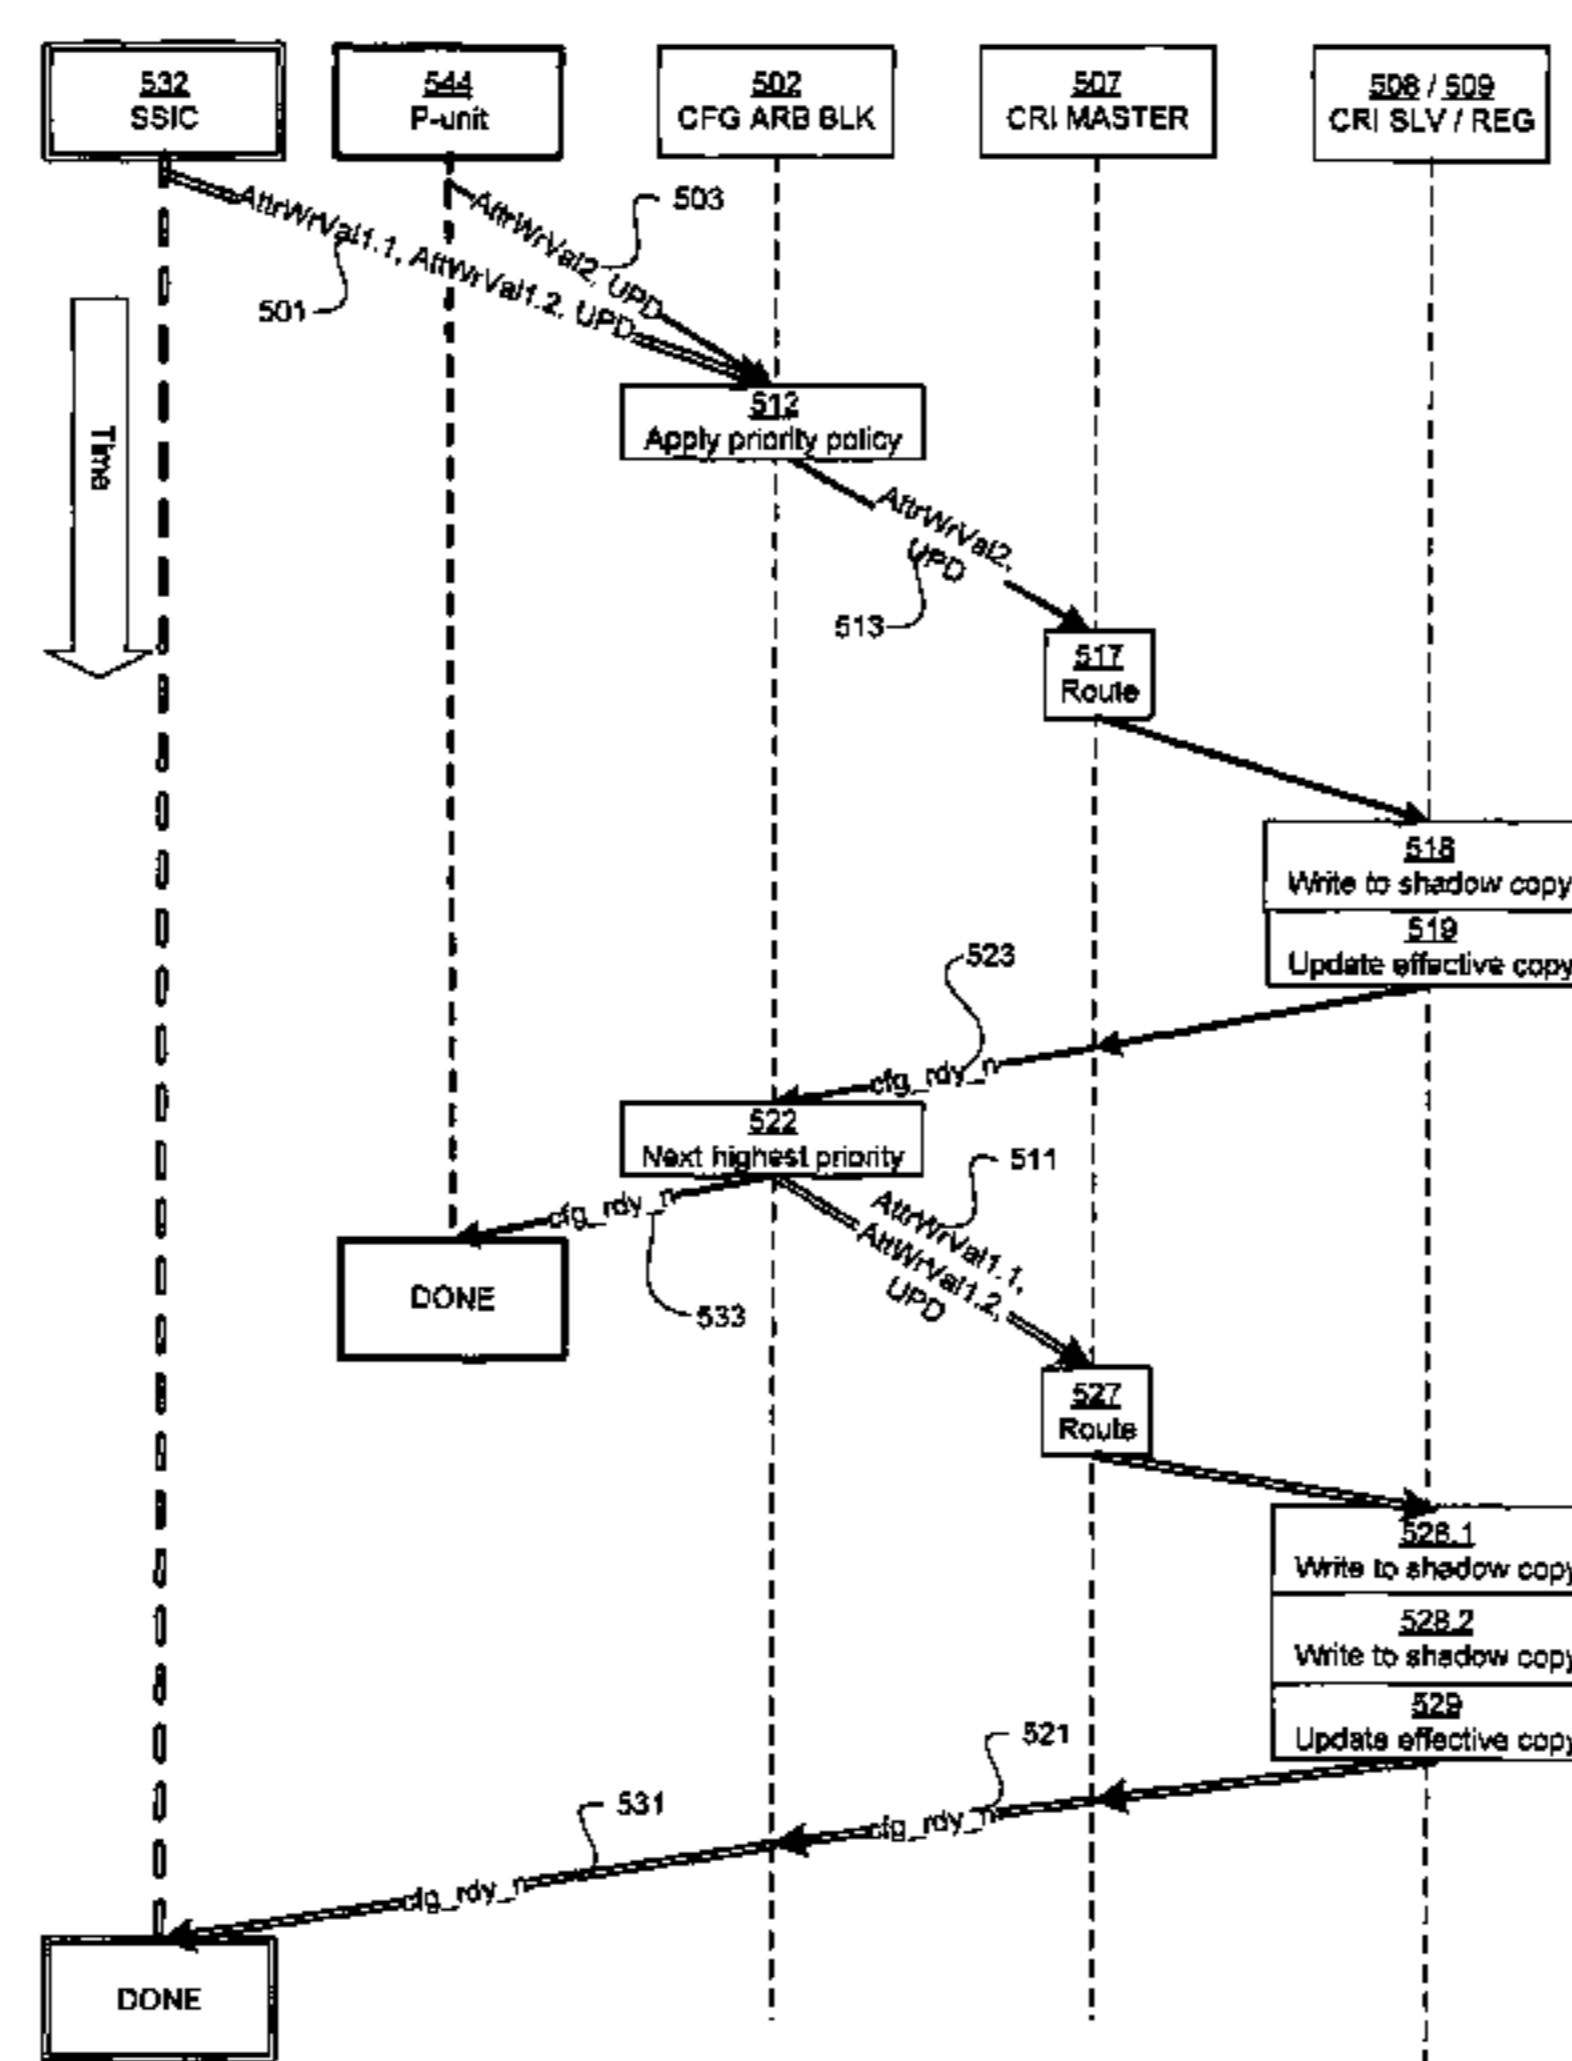 532
SSIC
544
P-unit
502
CFG ARB BLK
507
CRI MASTER
508 / 509
CRI SLV / REG
503
AttrWrVal2, UPD
AttrWrVal1.1, AttWrVal1.2, UPD
501
Time
512
Apply priority policy
AttrWrVal2,
UPD
513
517
Route
518
Write to shadow copy
519
Update effective copy
523
cfg_rdy_n
522
Next highest priority
511
cfg_rdy_n
AttrWrVal1.1,
AttWrVal1.2,
UPD
DONE
533
527
Route
528.1
Write to shadow copy
528.2
Write to shadow copy
529
Update effective copy
521
cfg_rdy_n
531
cfg_rdy_n
DONE